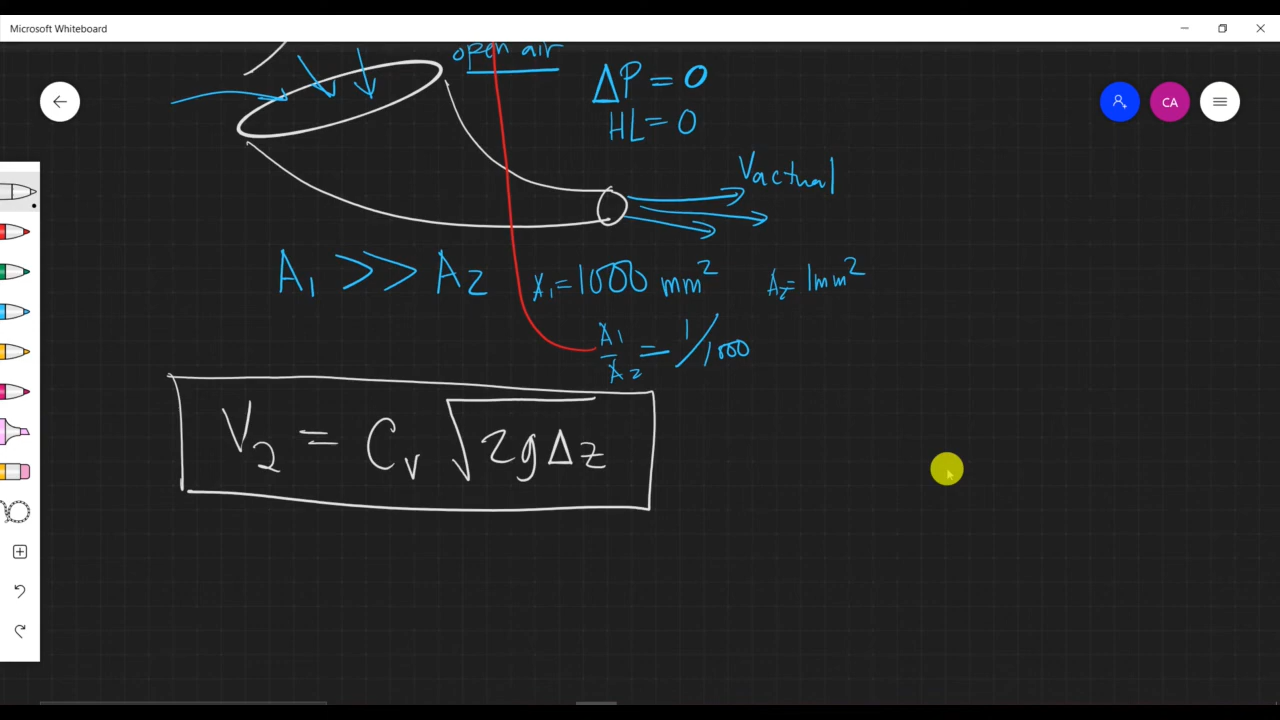 Microsoft Whiteboard
open air
ΔP = 0
HL = 0
CA
Vactual
A1 >> A2
A1 = 1000 mm²
A2 = 1mm²
A1/A2 = 1/1000
V2 = Cv √2gΔz